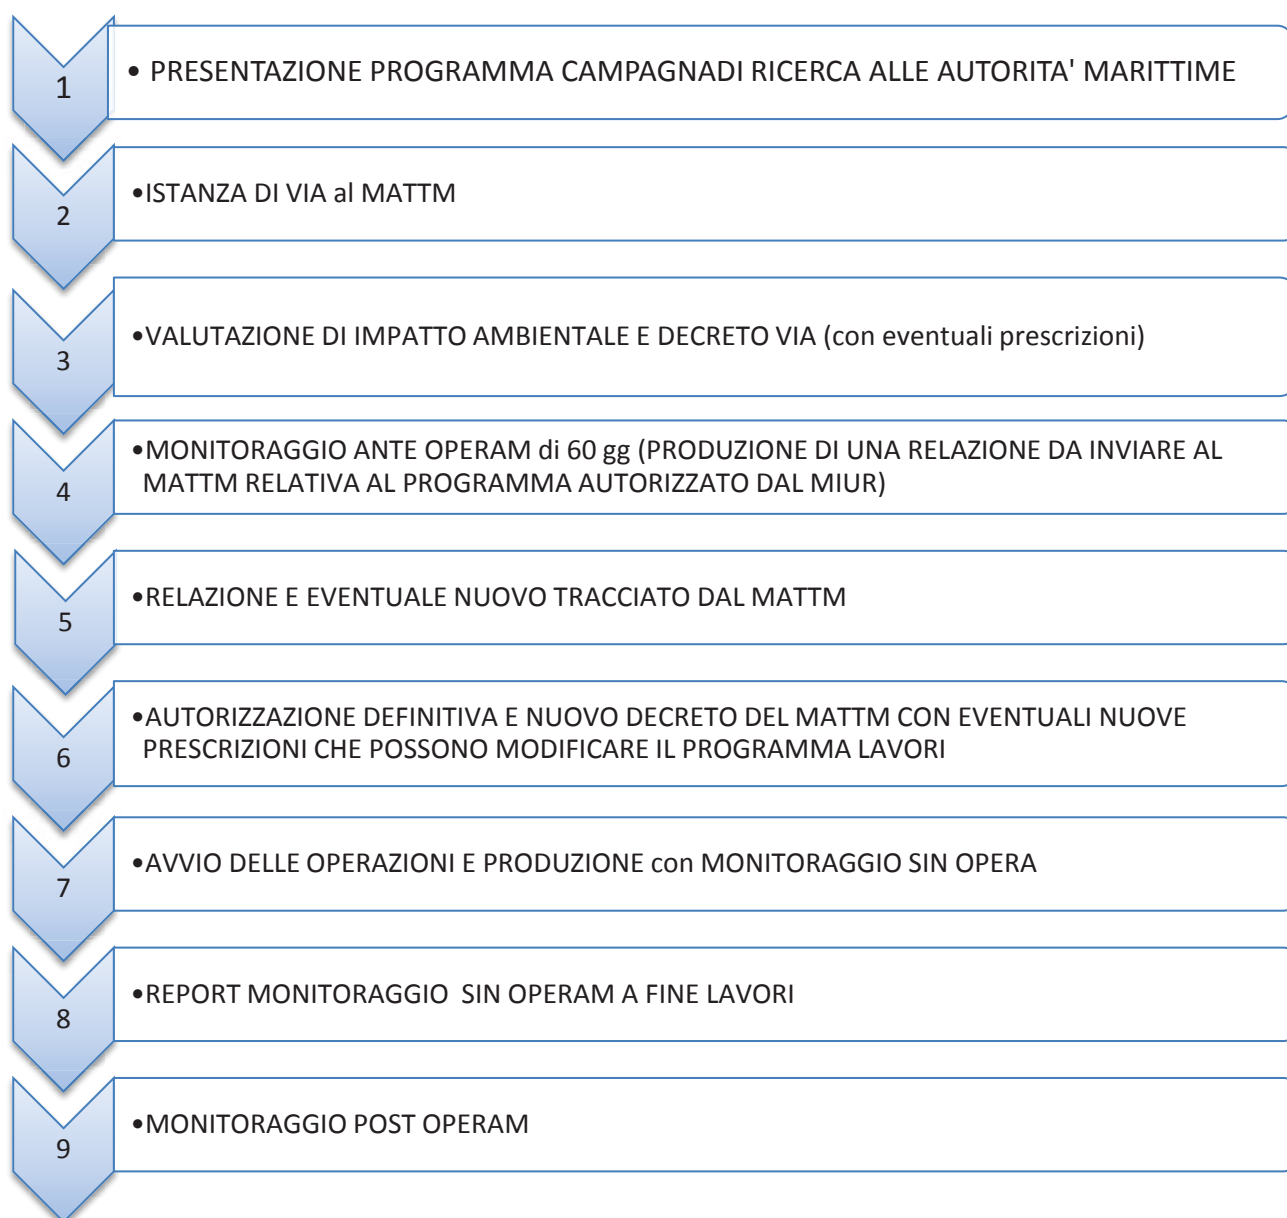 1
• PRESENTAZIONE PROGRAMMA CAMPAGNADI RICERCA ALLE AUTORITA' MARITTIME
2
•ISTANZA DI VIA al MATTM
3
•VALUTAZIONE DI IMPATTO AMBIENTALE E DECRETO VIA (con eventuali prescrizioni)
4
•MONITORAGGIO ANTE OPERAM di 60 gg (PRODUZIONE DI UNA RELAZIONE DA INVIARE AL
MATTM RELATIVA AL PROGRAMMA AUTORIZZATO DAL MIUR)
5
•RELAZIONE E EVENTUALE NUOVO TRACCIATO DAL MATTM
6
•AUTORIZZAZIONE DEFINITIVA E NUOVO DECRETO DEL MATTM CON EVENTUALI NUOVE
PRESCRIZIONI CHE POSSONO MODIFICARE IL PROGRAMMA LAVORI
7
•AVVIO DELLE OPERAZIONI E PRODUZIONE con MONITORAGGIO SIN OPERA
8
•REPORT MONITORAGGIO  SIN OPERAM A FINE LAVORI
9
•MONITORAGGIO POST OPERAM